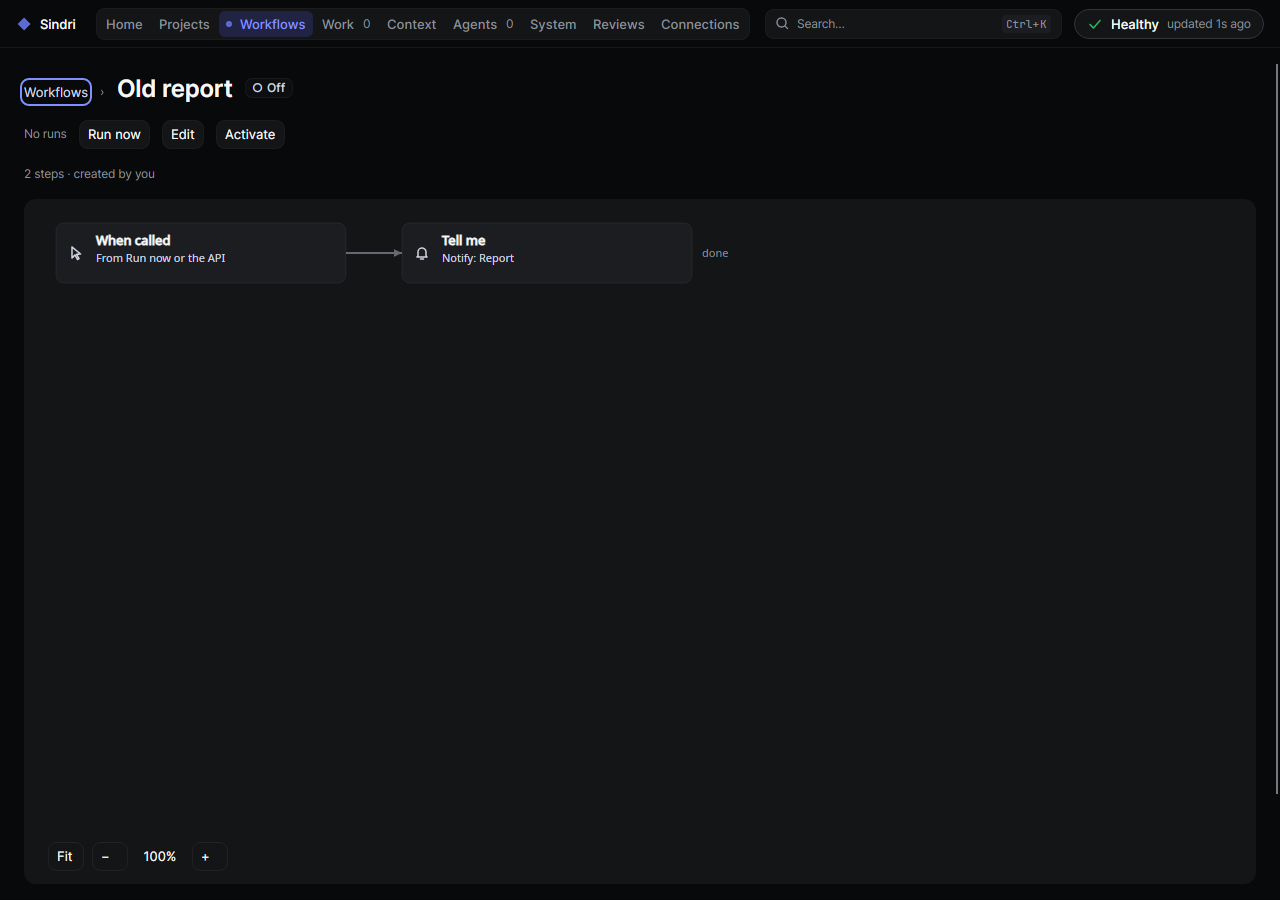 Sindri Home Projects Workflows Work 0 Context Agents 0 System Reviews Connections Search... Ctrl+K Healthy updated 1s ago
Workflows › Old report Off
No runs Run now Edit Activate
2 steps · created by you
When called
From Run now or the API
Tell me
Notify: Report
done
Fit − 100% +